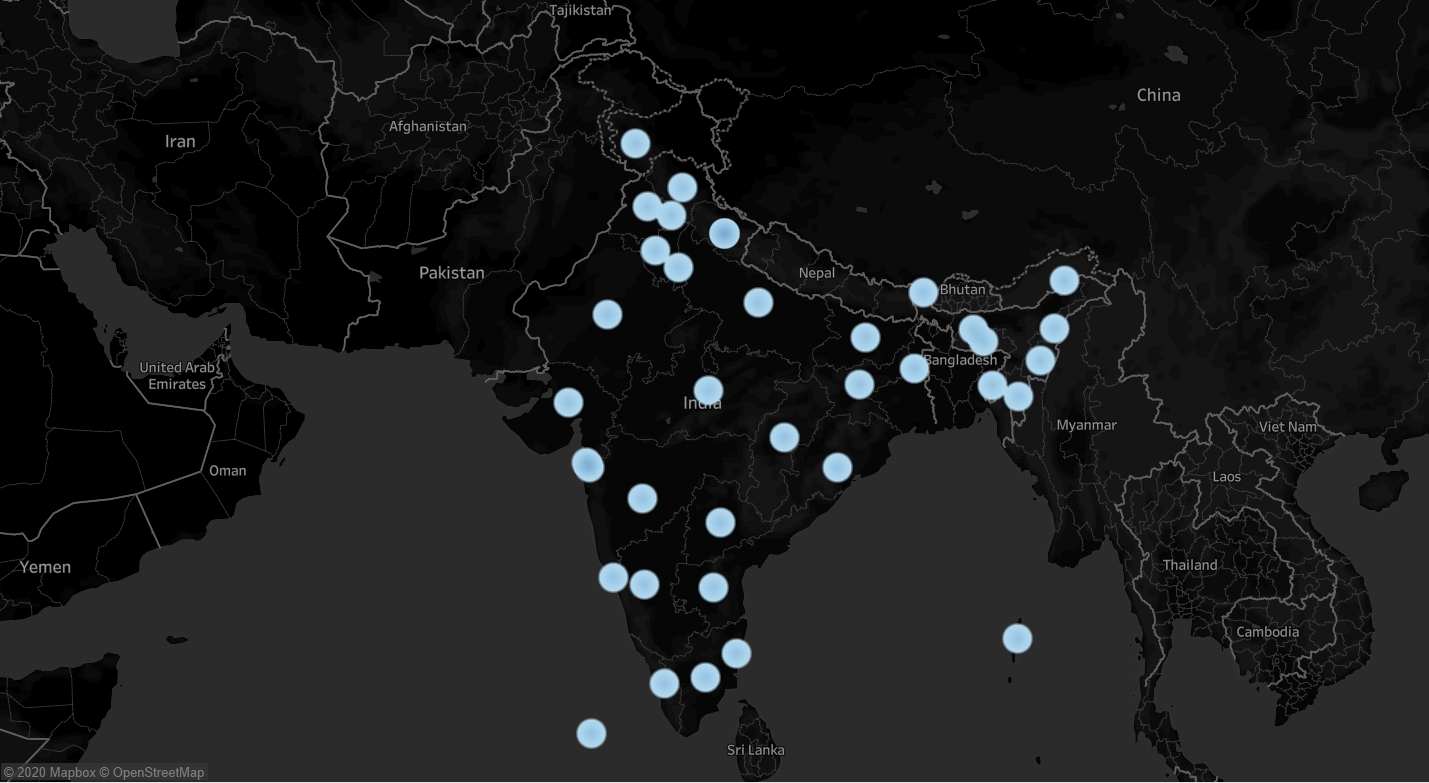 Tajikistan
China
Afghanistan
Iran
Pakistan
Nepal
Bhutan
United Arab
Emirates
Bangladesh
India
Myanmar
Viet Nam
Oman
Laos
Yemen
Thailand
Cambodia
Sri Lanka
© 2020 Mapbox © OpenStreetMap